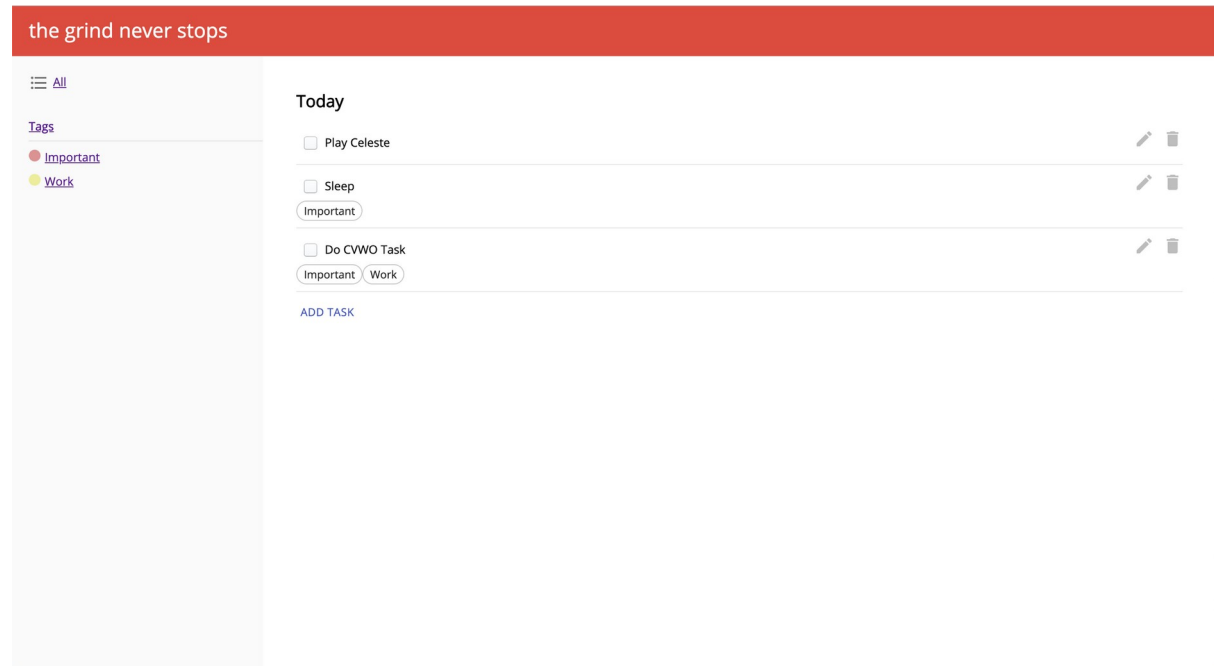 the grind never stops
All
Tags
Important
Work
Today
Play Celeste
Sleep
Important
Do CVWO Task
Important Work
ADD TASK